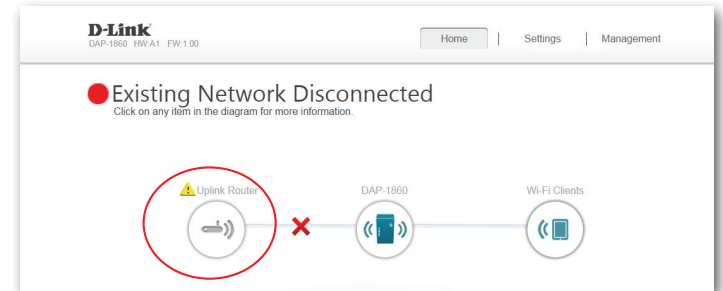 D-Link
DAP-1860 HW:A1 FW:1.00
Home | Settings | Management
Existing Network Disconnected
Click on any item in the diagram for more information.
Uplink Router DAP-1860 Wi-Fi Clients